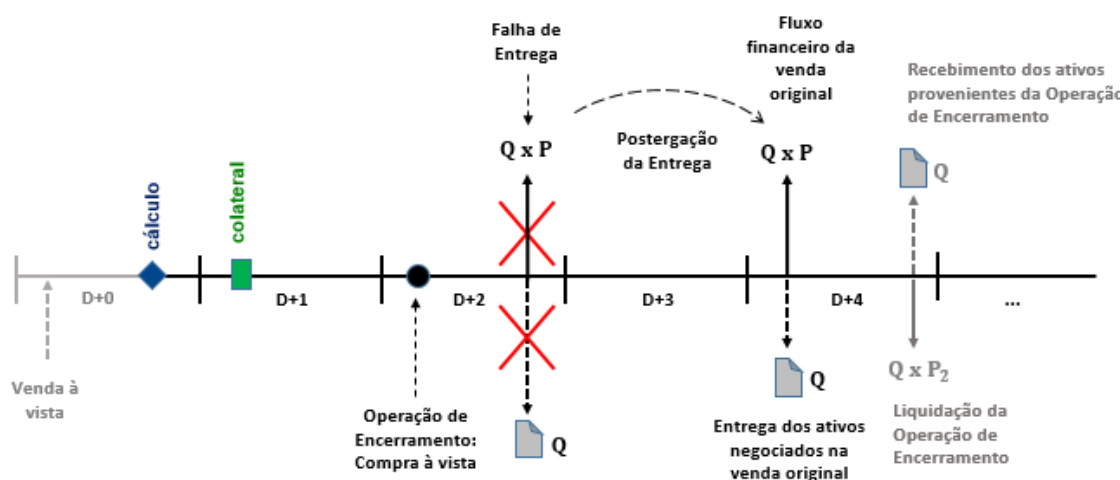 Falha de
Entrega
Fluxo
financeiro da
venda
original
Recebimento dos ativos
provenientes da Operação
de Encerramento
Q x P
Postergação
da Entrega
Q x P
Q
cálculo
colateral
D+0
D+1
D+2
D+3
D+4
...
Venda à
vista
Operação de
Encerramento:
Compra à vista
Q
Q
Entrega dos ativos
negociados na
venda original
Q x P₂
Liquidação da
Operação de
Encerramento